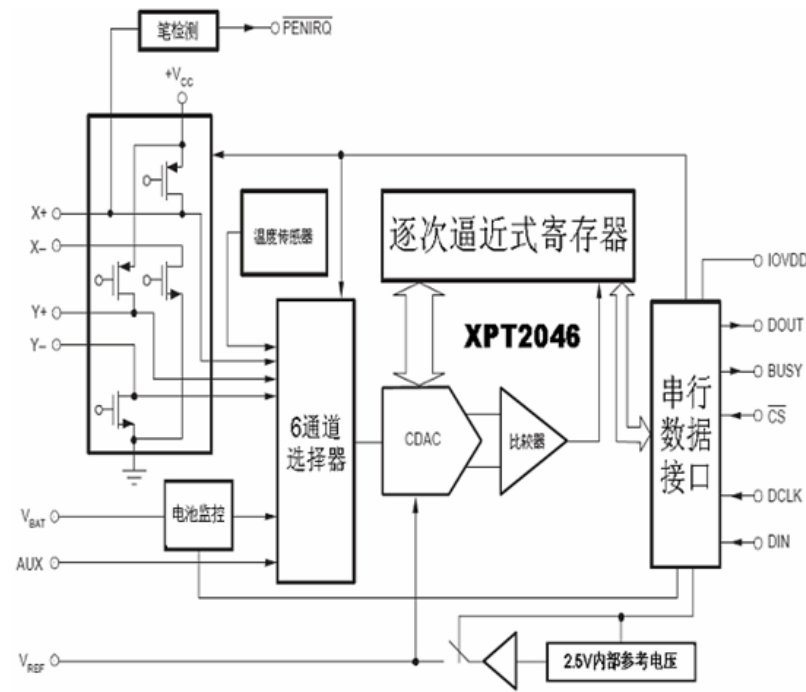 笔检测
PENIRQ
+VCC
X+
X–
Y+
Y–
温度传感器
逐次逼近式寄存器
XPT2046
6通道
选择器
CDAC
比较器
串行
数据
接口
IOVDD
DOUT
BUSY
CS
DCLK
DIN
VBAT
电池监控
AUX
VREF
2.5V内部参考电压